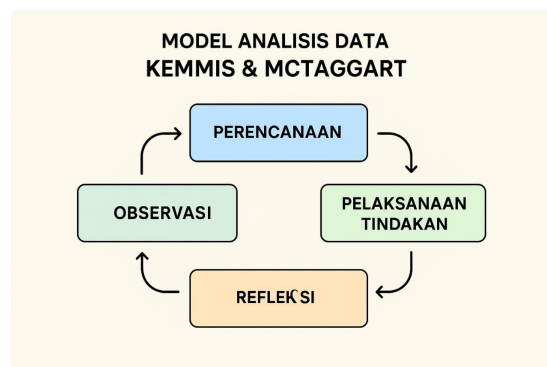 MODEL ANALISIS DATA
KEMMIS & MCTAGGART
PERENCANAAN
OBSERVASI
PELAKSANAAN
TINDAKAN
REFLEKSI